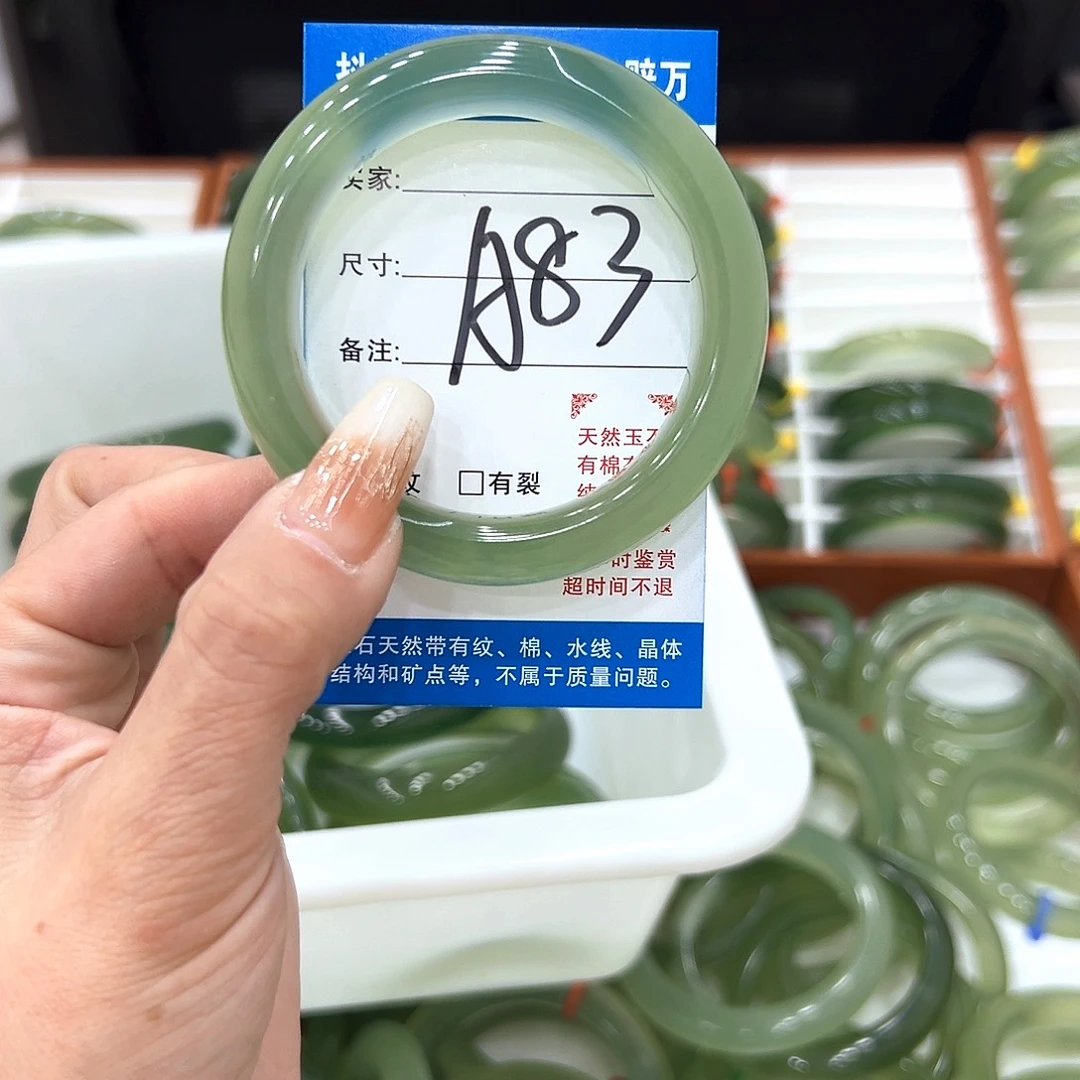 赔万
买家:
尺寸:
A83
备注:
□有裂
天然玉石
有棉
时鉴赏
超时间不退
石天然带有纹、棉、水线、晶体
结构和矿点等，不属于质量问题。